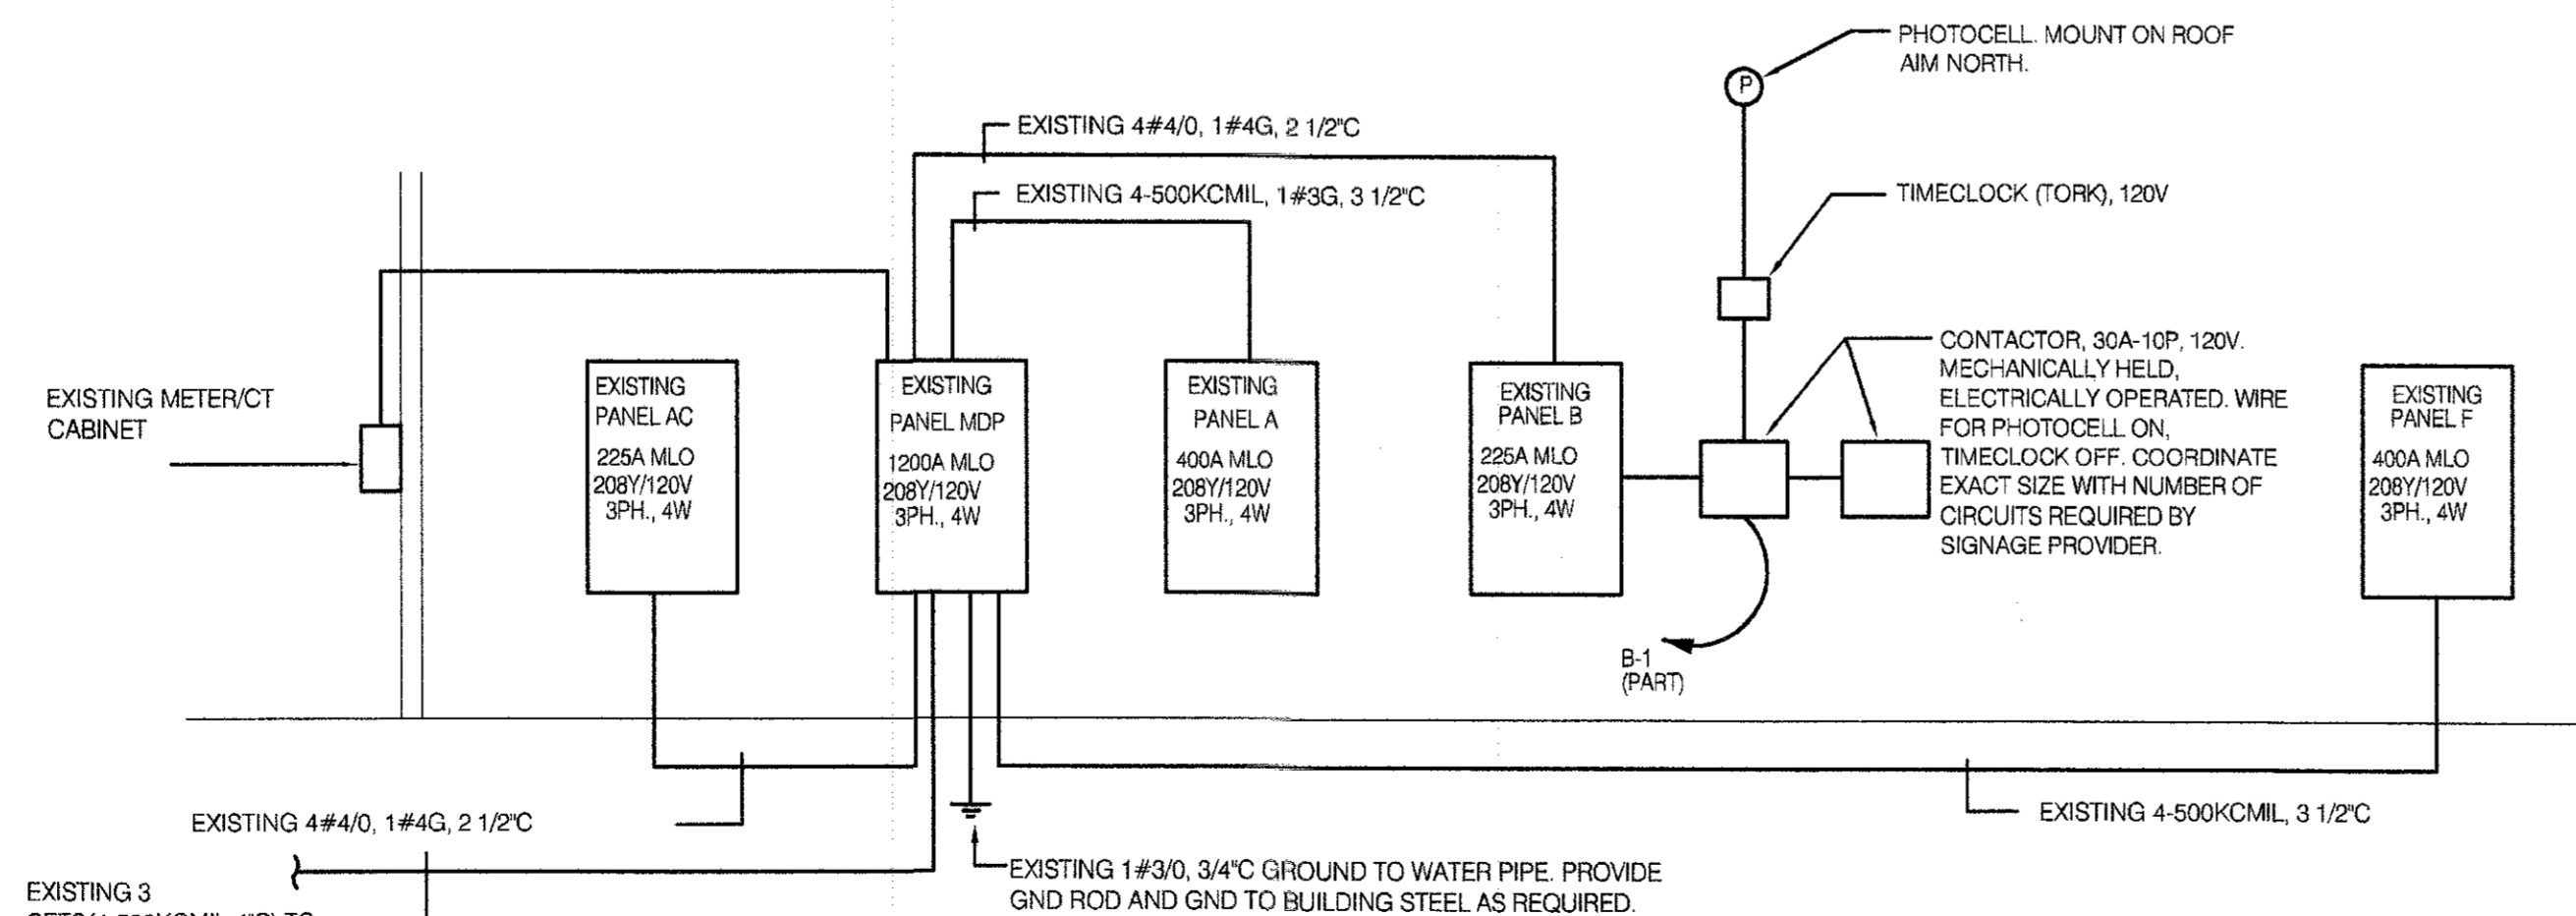 PHOTOCELL. MOUNT ON ROOF
AIM NORTH.
P
EXISTING 4#4/0, 1#4G, 2 1/2"C
EXISTING 4-500KCMIL, 1#3G, 3 1/2"C
TIMECLOCK (TORK), 120V
EXISTING METER/CT
CABINET
EXISTING
PANEL AC
225A MLO
208Y/120V
3PH., 4W
EXISTING
PANEL MDP
1200A MLO
208Y/120V
3PH., 4W
EXISTING
PANEL A
400A MLO
208Y/120V
3PH., 4W
EXISTING
PANEL B
225A MLO
208Y/120V
3PH., 4W
CONTACTOR, 30A-10P, 120V.
MECHANICALLY HELD,
ELECTRICALLY OPERATED. WIRE
FOR PHOTOCELL ON,
TIMECLOCK OFF. COORDINATE
EXACT SIZE WITH NUMBER OF
CIRCUITS REQUIRED BY
SIGNAGE PROVIDER.
EXISTING
PANEL F
400A MLO
208Y/120V
3PH., 4W
B-1
(PART)
EXISTING 4#4/0, 1#4G, 2 1/2"C
EXISTING 4-500KCMIL, 3 1/2"C
EXISTING 1#3/0, 3/4"C GROUND TO WATER PIPE. PROVIDE
GND ROD AND GND TO BUILDING STEEL AS REQUIRED.
EXISTING 3